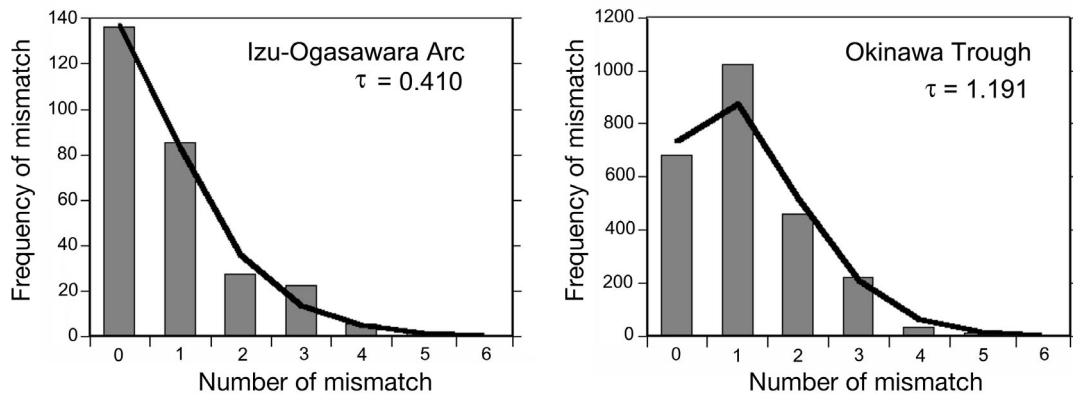 Frequency of mismatch
140
120
100
80
60
40
20
0
Izu-Ogasawara Arc
τ = 0.410
0 1 2 3 4 5 6
Number of mismatch
Frequency of mismatch
1200
1000
800
600
400
200
0
Okinawa Trough
τ = 1.191
0 1 2 3 4 5 6
Number of mismatch